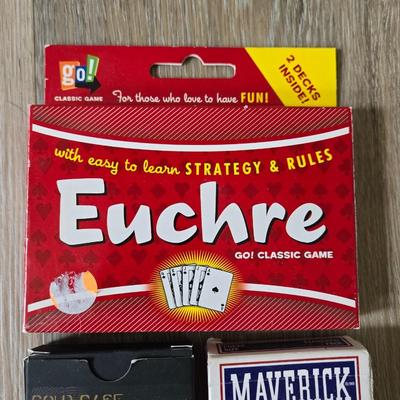 go!
CLASSIC GAME
For those who love to have FUN!
2 DECKS
INSIDE!
with easy to learn STRATEGY & RULES
Euchre
GO! CLASSIC GAME
MAVERICK